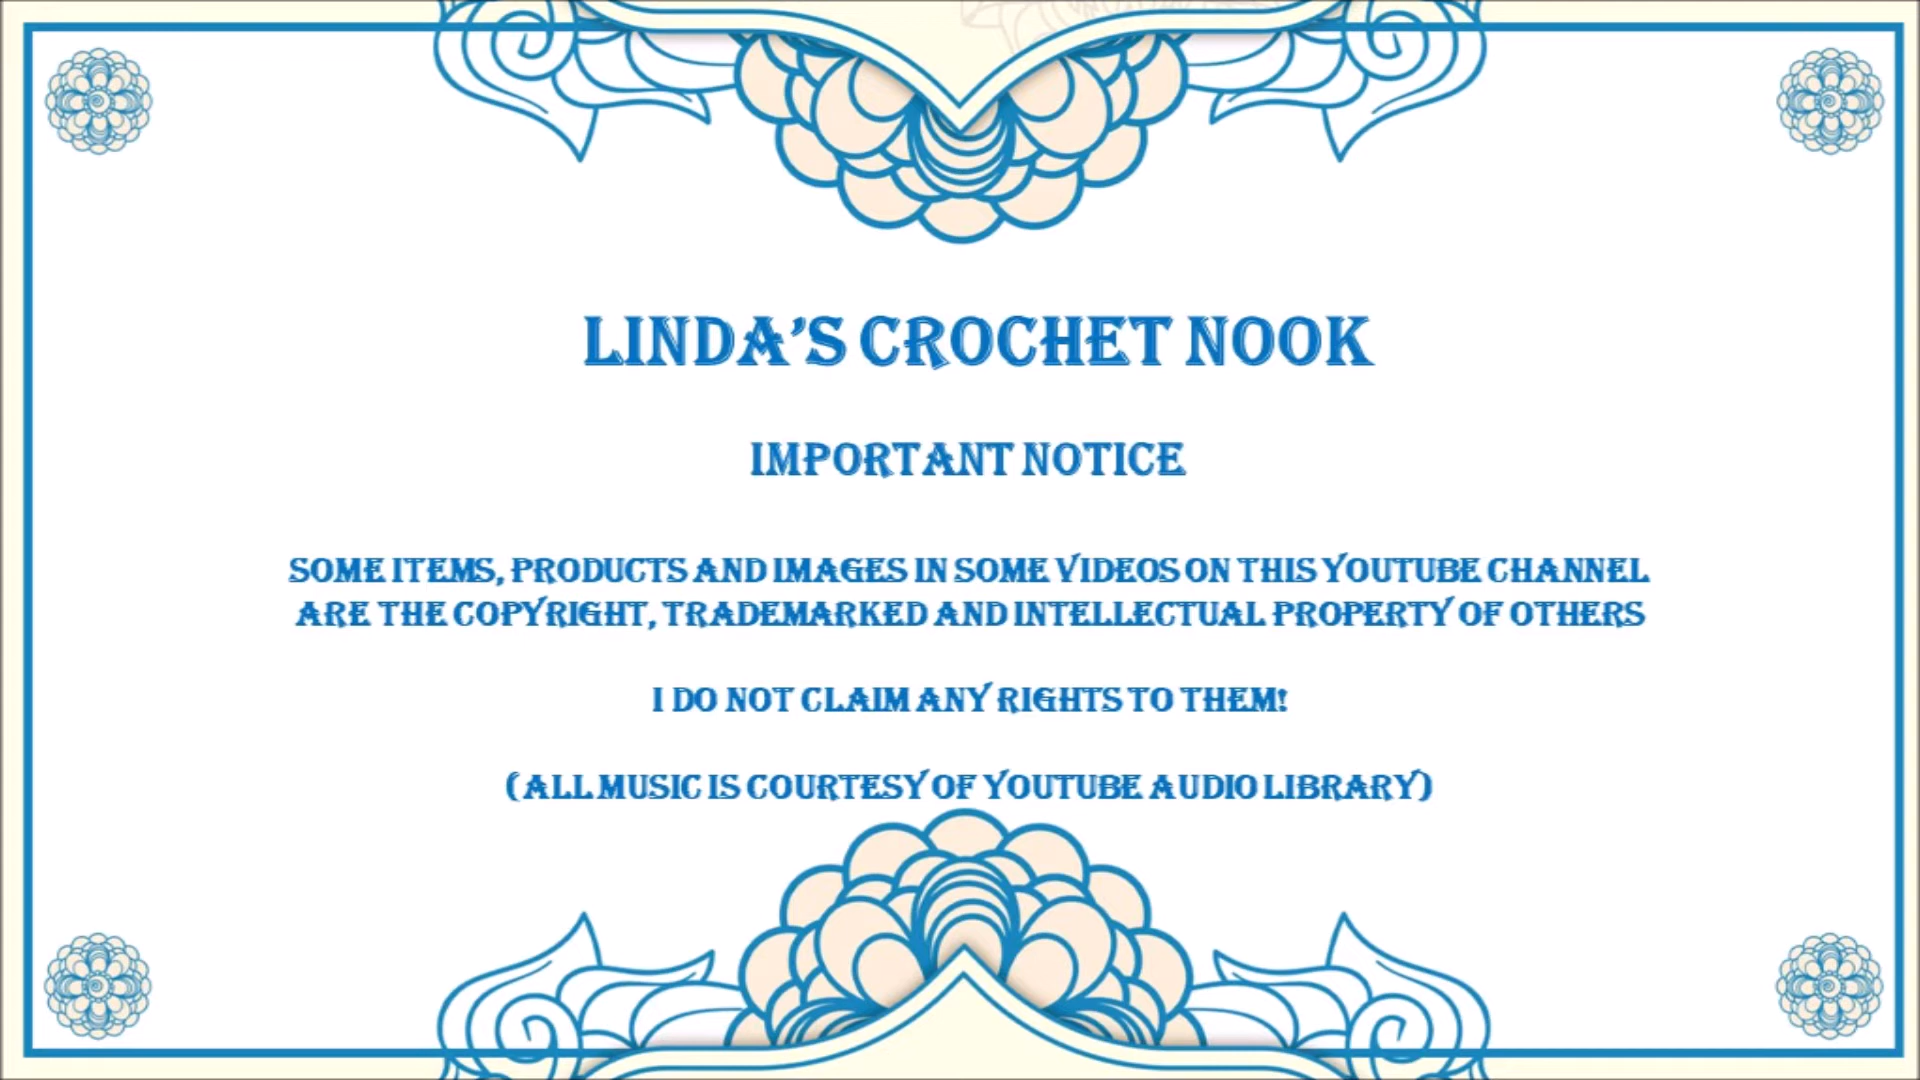 LINDA'S CROCHET NOOK
IMPORTANT NOTICE
SOME ITEMS, PRODUCTS AND IMAGES IN SOME VIDEOS ON THIS YOUTUBE CHANNEL
ARE THE COPYRIGHT, TRADEMARKED AND INTELLECTUAL PROPERTY OF OTHERS
I DO NOT CLAIM ANY RIGHTS TO THEM!
(ALL MUSIC IS COURTESY OF YOUTUBE AUDIO LIBRARY)